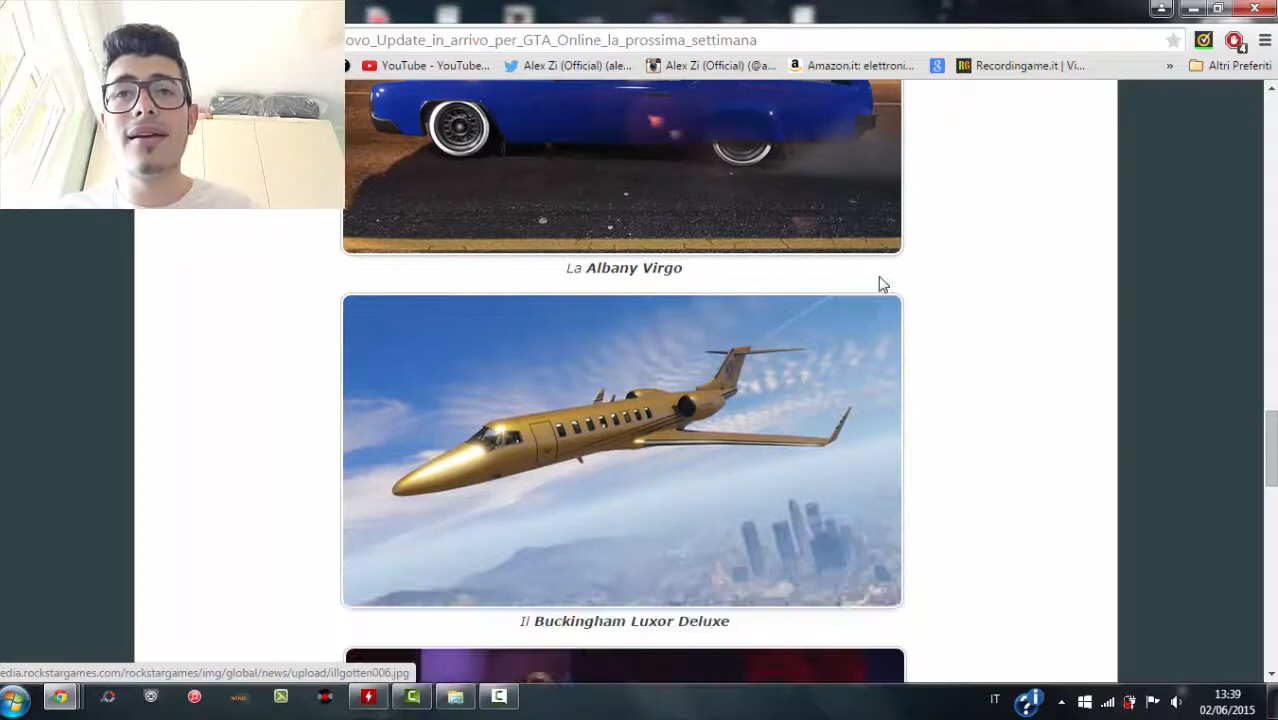 ovo_Update_in_arrivo_per_GTA_Online_la_prossima_settimana
YouTube - YouTube... Alex Zi (Official) (ale... Alex Zi (Official) (@a... Amazon.it: elettroni... Recordingame.it | Vi... » Altri Preferiti
La Albany Virgo
Il Buckingham Luxor Deluxe
edia.rockstargames.com/rockstargames/img/global/news/upload/illgotten006.jpg
IT
13:39
02/06/2015